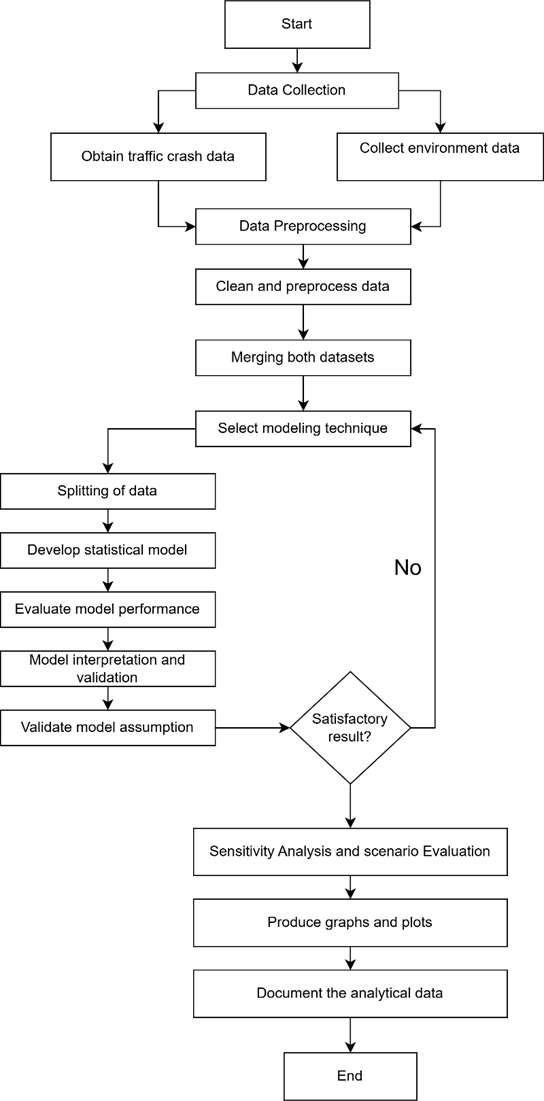 Start
Data Collection
Obtain traffic crash data
Collect environment data
Data Preprocessing
Clean and preprocess data
Merging both datasets
Select modeling technique
Splitting of data
Develop statistical model
No
Evaluate model performance
Model interpretation and
validation
Validate model assumption
Satisfactory
result?
Sensitivity Analysis and scenario Evaluation
Produce graphs and plots
Document the analytical data
End